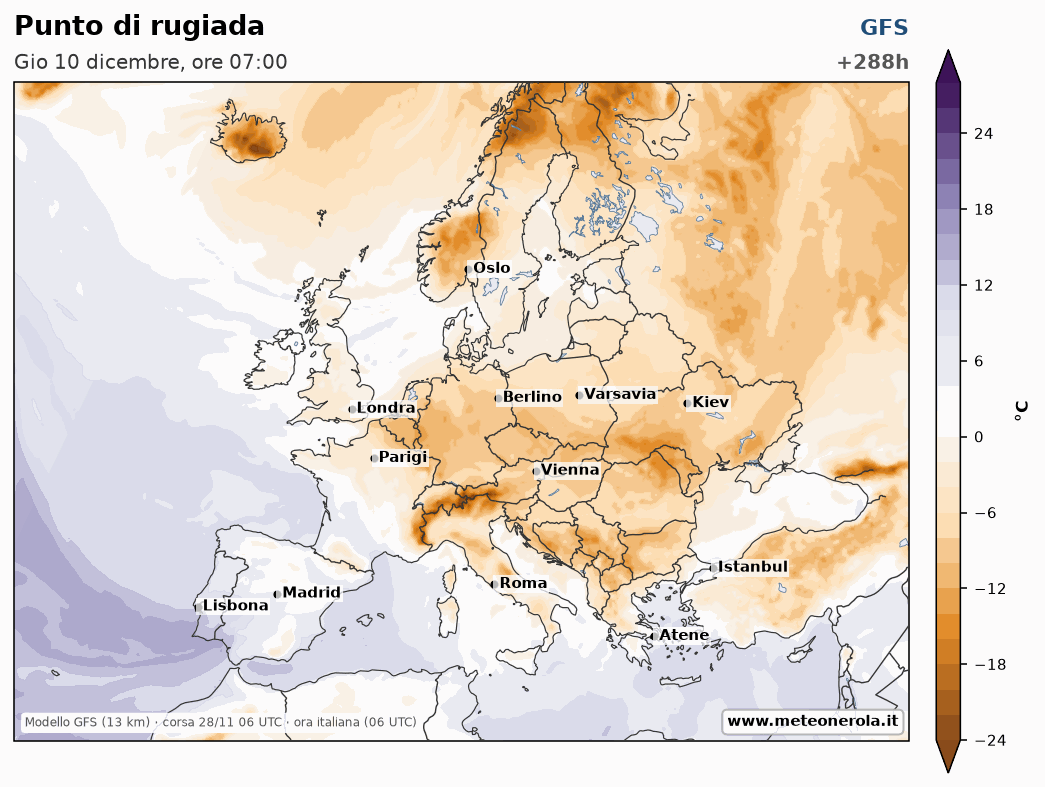 Punto di rugiada
GFS
Gio 10 dicembre, ore 07:00
+288h
24
18
12
6
0
−6
−12
−18
−24
°C
Oslo
Londra
Berlino
Varsavia
Kiev
Parigi
Vienna
Roma
Istanbul
Madrid
Lisbona
Atene
Modello GFS (13 km) · corsa 28/11 06 UTC · ora italiana (06 UTC)
www.meteonerola.it